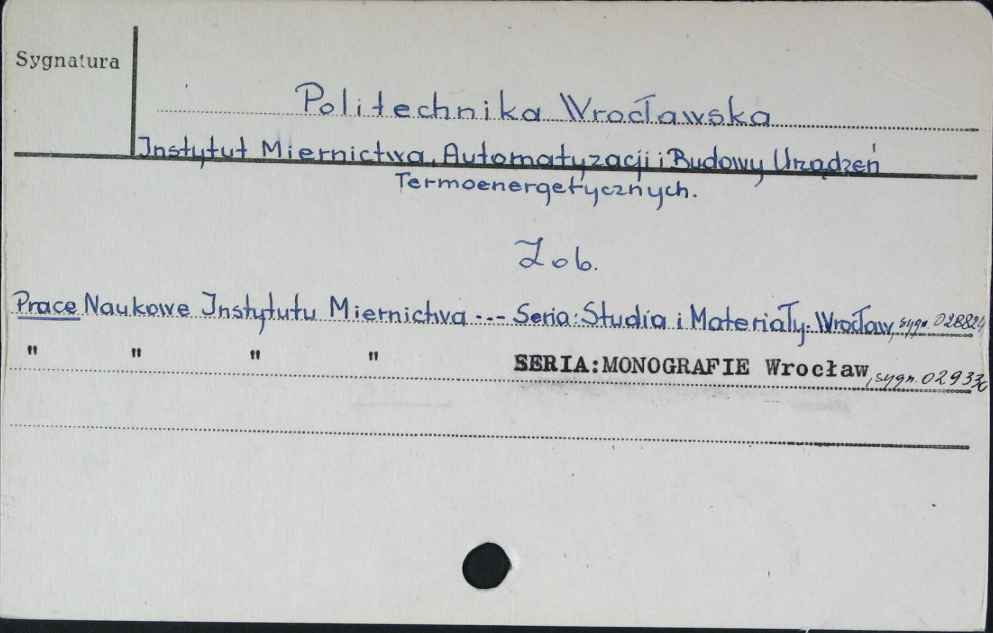 Sygnatura
Politechnika Wrocławska
Instytut Miernictwa, Automatyzacji i Budowy Urządzeń
Termoenergetycznych.
Zob.
Prace Naukowe Instytutu Miernictwa --- Seria: Studia i Materiały. Wrocław, sygn.
" " " " SERIA: MONOGRAFIE Wrocław, sygn. 02933